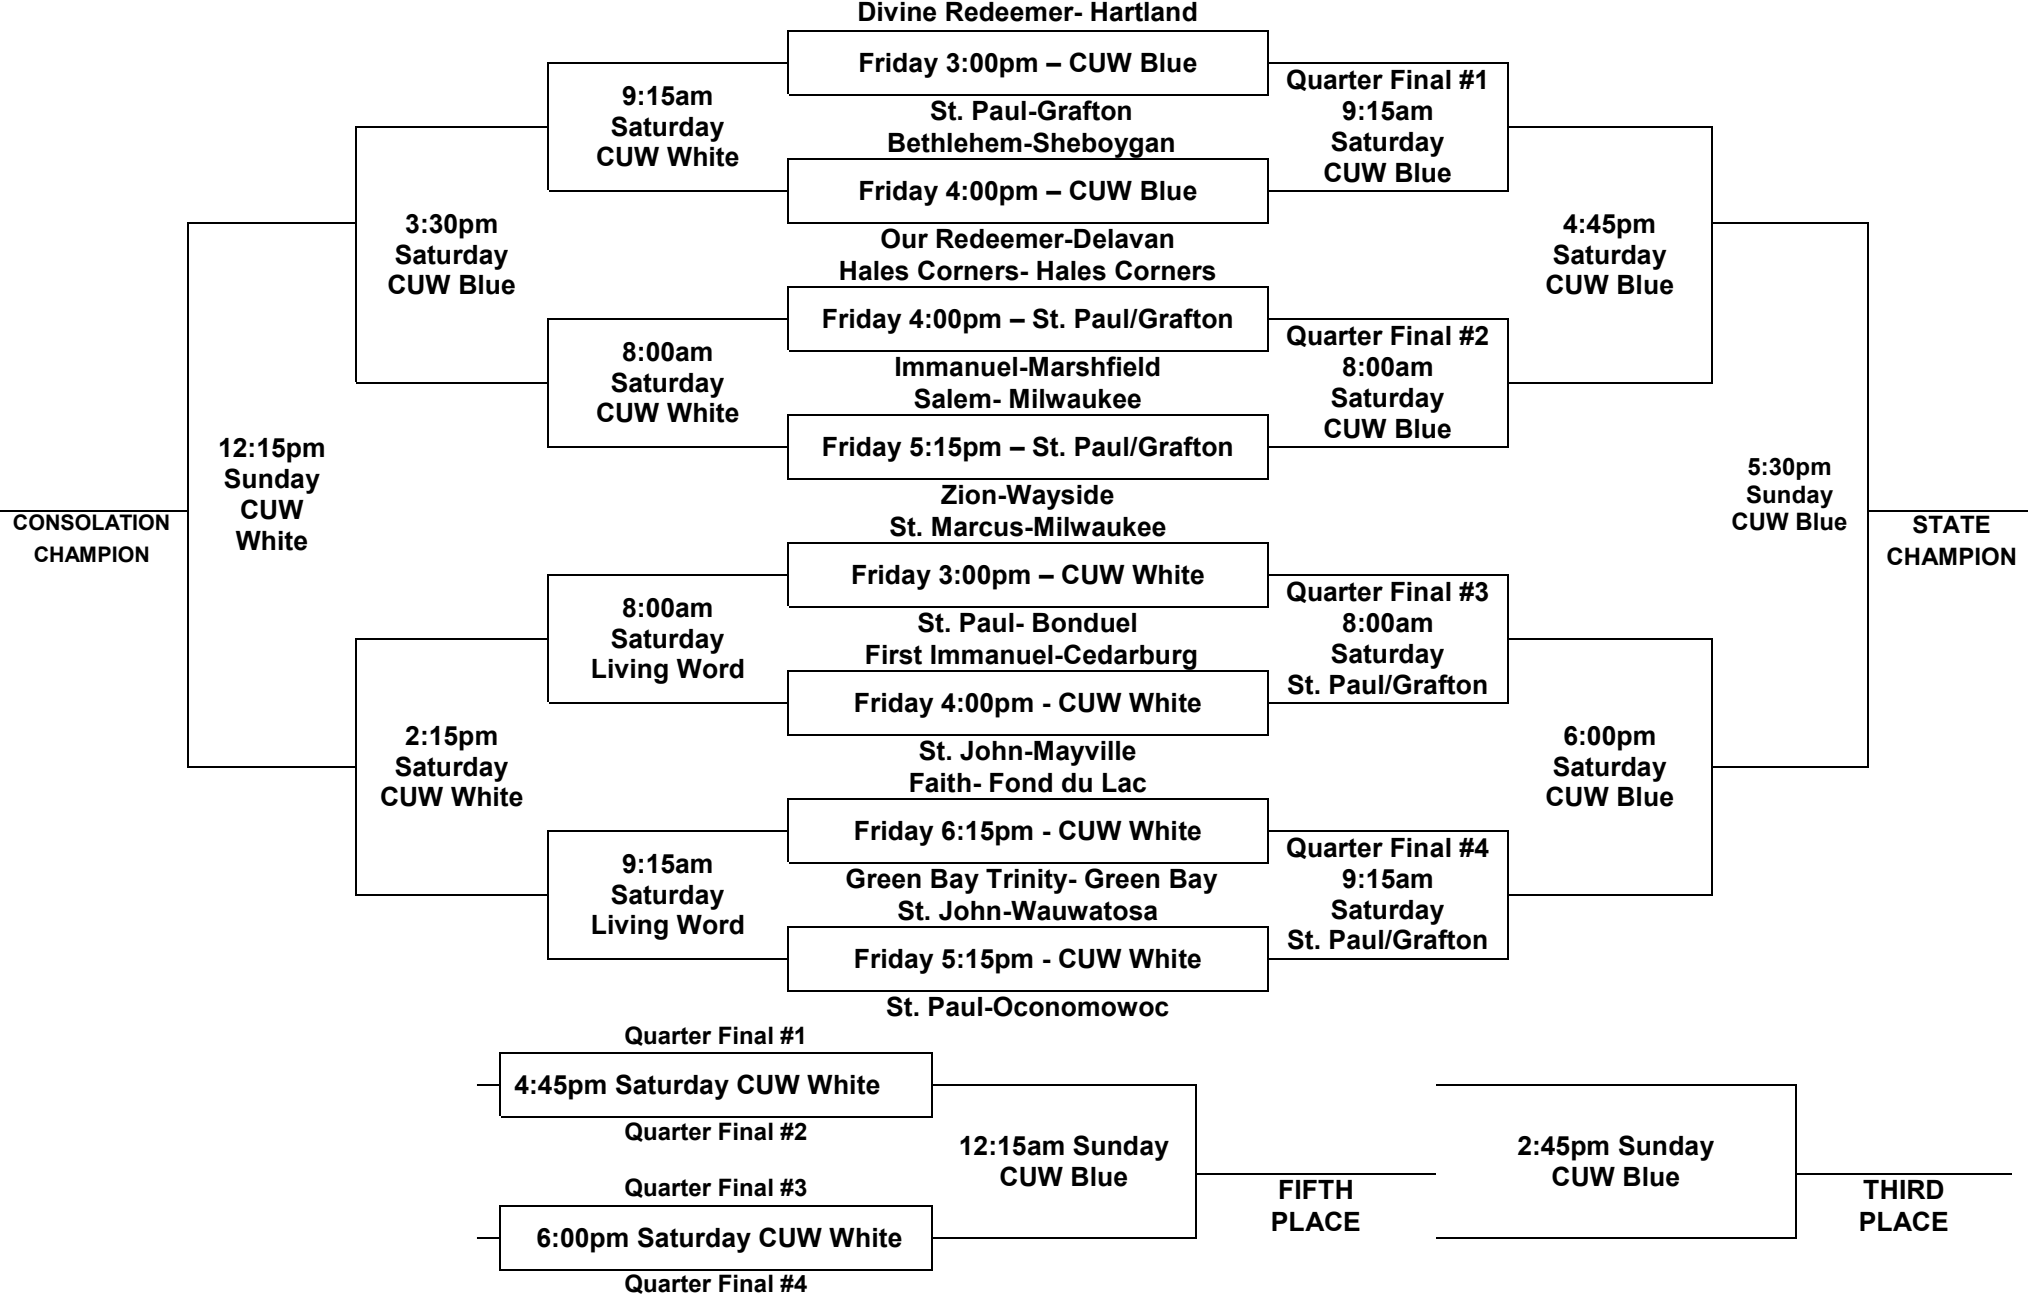 Divine Redeemer- Hartland
Friday 3:00pm – CUW Blue
St. Paul-Grafton
Bethlehem-Sheboygan
Friday 4:00pm – CUW Blue
Our Redeemer-Delavan
Hales Corners- Hales Corners
Friday 4:00pm – St. Paul/Grafton
Immanuel-Marshfield
Salem- Milwaukee
Friday 5:15pm – St. Paul/Grafton
Zion-Wayside
St. Marcus-Milwaukee
Friday 3:00pm – CUW White
St. Paul- Bonduel
First Immanuel-Cedarburg
Friday 4:00pm - CUW White
St. John-Mayville
Faith- Fond du Lac
Friday 6:15pm - CUW White
Green Bay Trinity- Green Bay
St. John-Wauwatosa
Friday 5:15pm - CUW White
St. Paul-Oconomowoc
9:15am
Saturday
CUW White
8:00am
Saturday
CUW White
8:00am
Saturday
Living Word
9:15am
Saturday
Living Word
3:30pm
Saturday
CUW Blue
2:15pm
Saturday
CUW White
12:15pm
Sunday
CUW
White
CONSOLATION
CHAMPION
Quarter Final #1
9:15am
Saturday
CUW Blue
Quarter Final #2
8:00am
Saturday
CUW Blue
Quarter Final #3
8:00am
Saturday
St. Paul/Grafton
Quarter Final #4
9:15am
Saturday
St. Paul/Grafton
4:45pm
Saturday
CUW Blue
6:00pm
Saturday
CUW Blue
5:30pm
Sunday
CUW Blue
STATE
CHAMPION
Quarter Final #1
4:45pm Saturday CUW White
Quarter Final #2
Quarter Final #3
6:00pm Saturday CUW White
Quarter Final #4
12:15am Sunday
CUW Blue
FIFTH
PLACE
2:45pm Sunday
CUW Blue
THIRD
PLACE